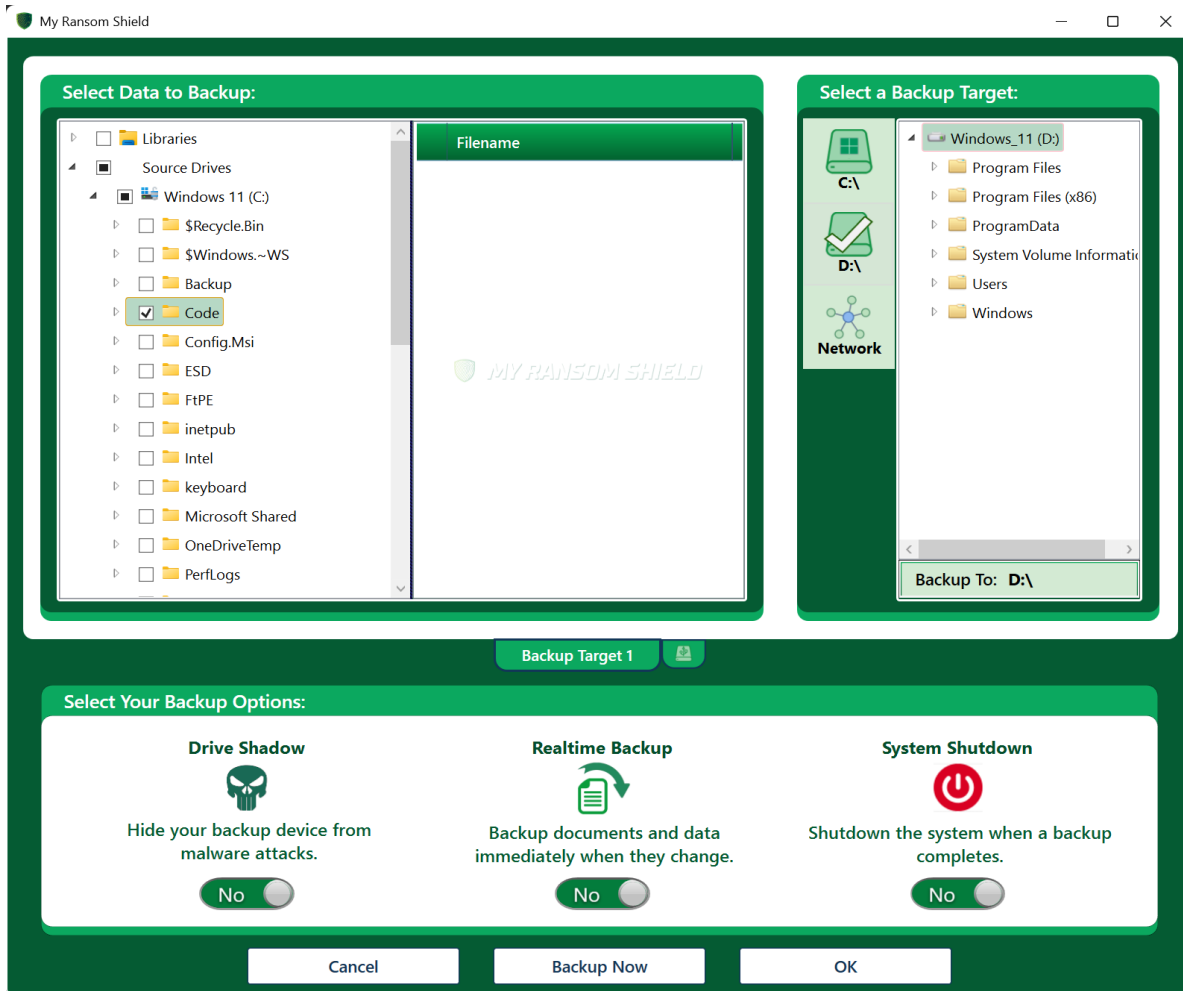 My Ransom Shield
Select Data to Backup:
Libraries
Source Drives
Windows 11 (C:)
$Recycle.Bin
$Windows.~WS
Backup
Code
Config.Msi
ESD
FtPE
inetpub
Intel
keyboard
Microsoft Shared
OneDriveTemp
PerfLogs
Filename
MY RANSOM SHIELD
Select a Backup Target:
C:\
D:\
Network
Windows_11 (D:)
Program Files
Program Files (x86)
ProgramData
System Volume Informatic
Users
Windows
Backup To: D:\
Backup Target 1
Select Your Backup Options:
Drive Shadow
Hide your backup device from
malware attacks.
No
Realtime Backup
Backup documents and data
immediately when they change.
No
System Shutdown
Shutdown the system when a backup
completes.
No
Cancel
Backup Now
OK